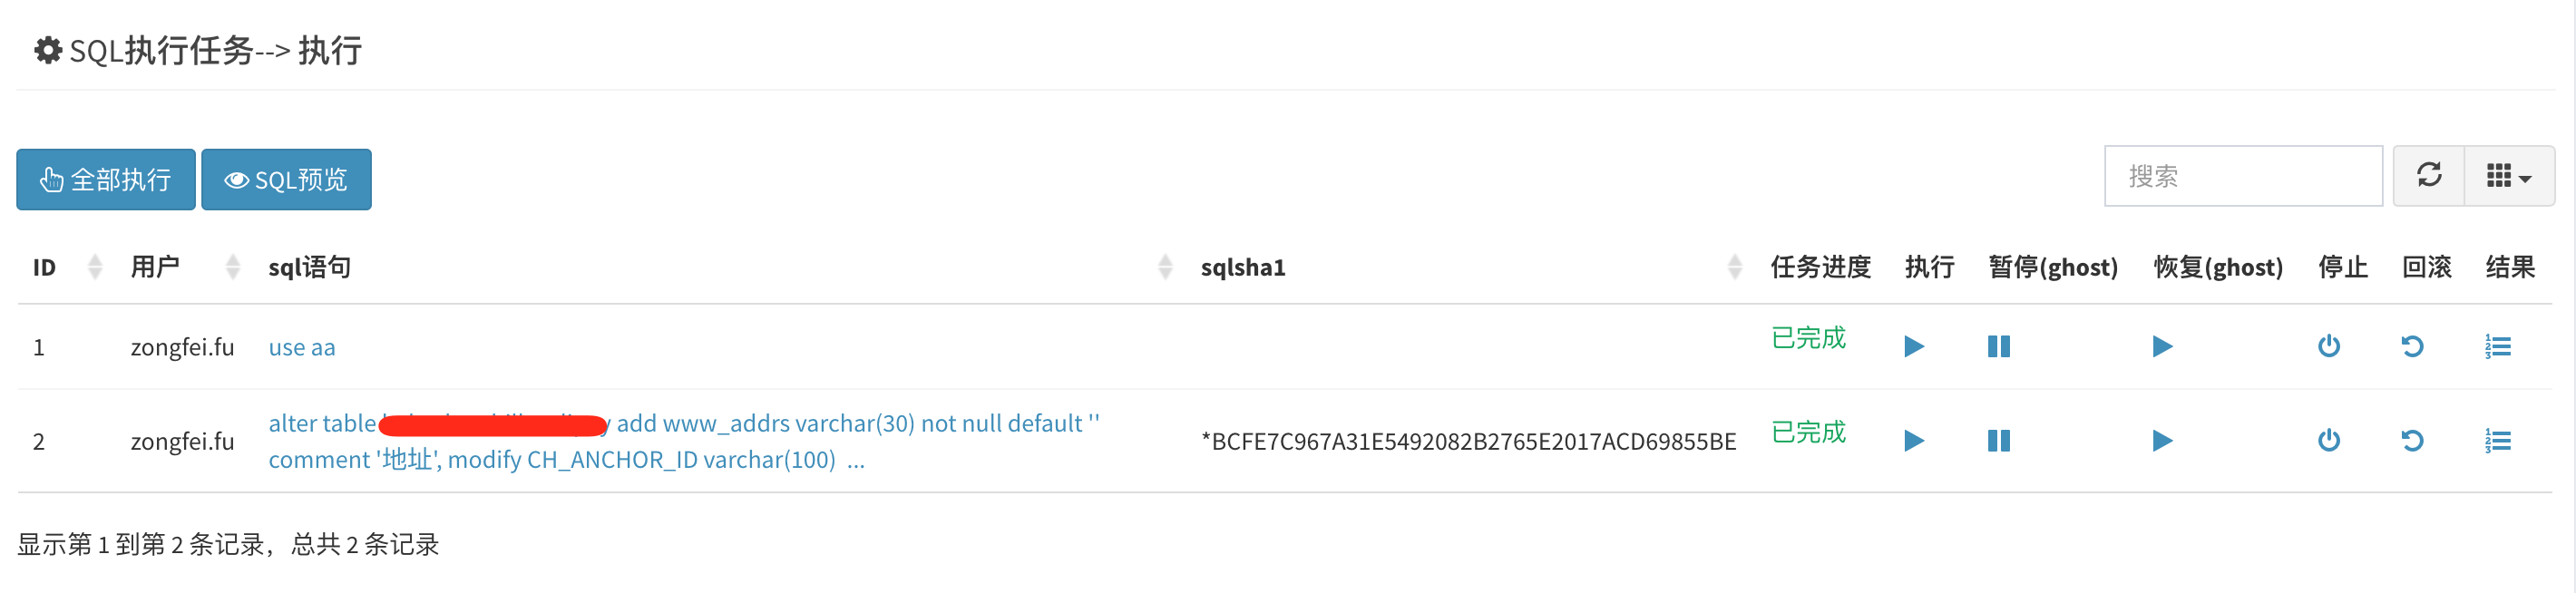 SQL执行任务--> 执行
全部执行 SQL预览 搜索
ID 用户 sql语句 sqlsha1 任务进度 执行 暂停(ghost) 恢复(ghost) 停止 回滚 结果
1 zongfei.fu use aa 已完成
alter table add www_addrs varchar(30) not null default ''
2 zongfei.fu comment '地址', modify CH_ANCHOR_ID varchar(100) ... *BCFE7C967A31E5492082B2765E2017ACD69855BE 已完成
显示第 1 到第 2 条记录，总共 2 条记录